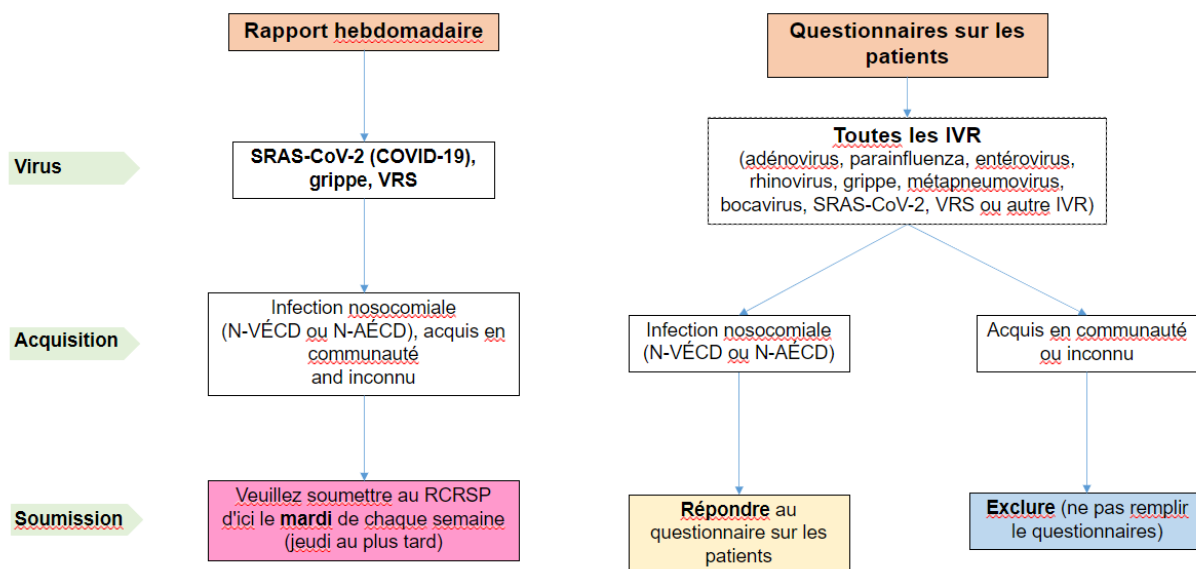 Rapport hebdomadaire
Questionnaires sur les
patients
Virus
SRAS-CoV-2 (COVID-19),
grippe, VRS
Toutes les IVR
(adénovirus, parainfluenza, entérovirus,
rhinovirus, grippe, métapneumovirus,
bocavirus, SRAS-CoV-2, VRS ou autre IVR)
Acquisition
Infection nosocomiale
(N-VÉCD ou N-AÉCD), acquis en
communauté
and inconnu
Infection nosocomiale
(N-VÉCD ou N-AÉCD)
Acquis en communauté
ou inconnu
Soumission
Veuillez soumettre au RCRSP
d'ici le mardi de chaque semaine
(jeudi au plus tard)
Répondre au
questionnaire sur les
patients
Exclure (ne pas remplir
le questionnaires)